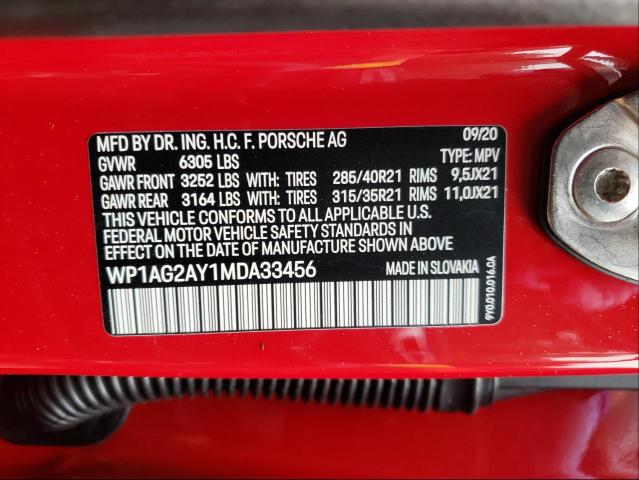 MFD BY DR. ING. H.C. F. PORSCHE AG 09/20
GVWR 6305 LBS TYPE: MPV
GAWR FRONT 3252 LBS WITH: TIRES 285/40R21 RIMS 9,5JX21
GAWR REAR 3164 LBS WITH: TIRES 315/35R21 RIMS 11,0JX21
THIS VEHICLE CONFORMS TO ALL APPLICABLE U.S.
FEDERAL MOTOR VEHICLE SAFETY STANDARDS IN
EFFECT ON THE DATE OF MANUFACTURE SHOWN ABOVE
WP1AG2AY1MDA33456 MADE IN SLOVAKIA
9Y0.010.016.0A